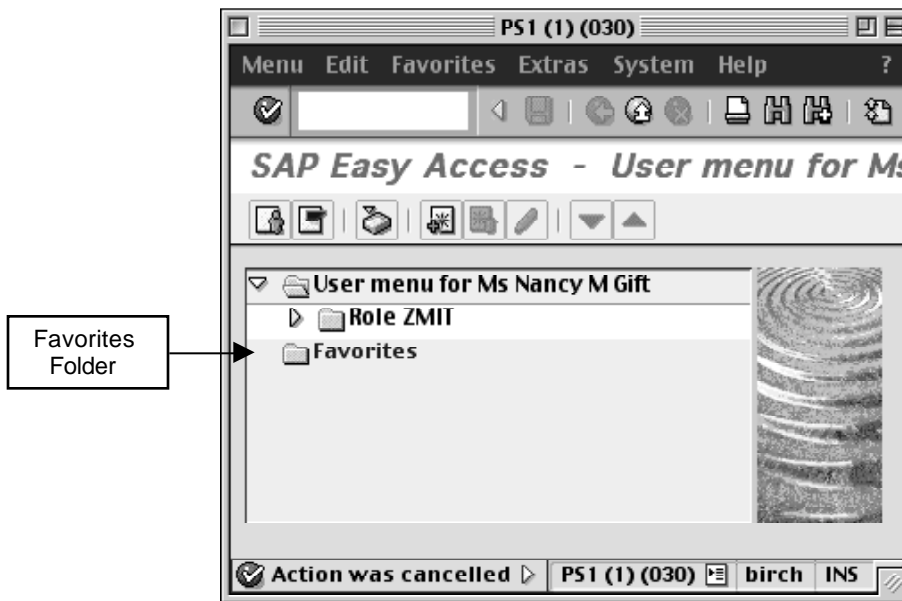 PS1 (1) (030)
Menu Edit Favorites Extras System Help ?
SAP Easy Access - User menu for Ms
User menu for Ms Nancy M Gift
Role ZMIT
Favorites
Favorites
Folder
Action was cancelled PS1 (1) (030) birch INS